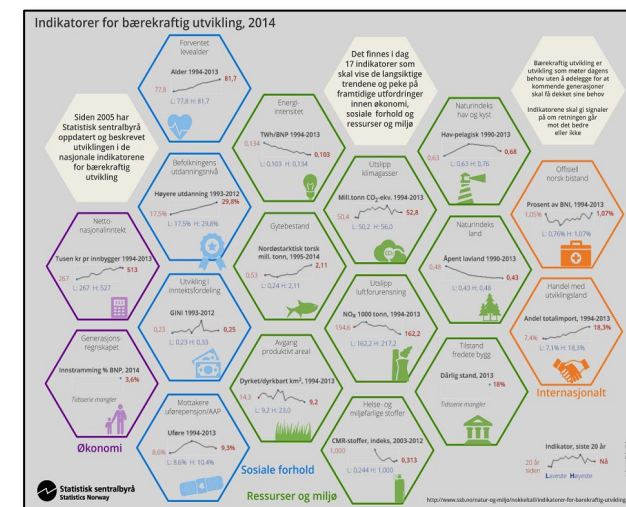 Indikatorer for bærekraftig utvikling, 2014
Siden 2005 har
Statistisk sentralbyrå
oppdatert og beskrevet
utviklingen i de
nasjonale indikatorene
for bærekraftig
utvikling
Forventet
levealder
Alder 1994-2013
77,8
81,7
L: 77,8 H: 81,7
Det finnes i dag
17 indikatorer som
skal vise de langsiktige
trendene og peke på
framtidige utfordringer
innen økonomi,
sosiale forhold og
ressurser og miljø
Bærekraftig utvikling er
utvikling som møter dagens
behov uten å ødelegge for at
kommende generasjoner
skal få dekket sine behov
Indikatorene skal gi signaler
på om retningen går
mot det bedre
eller ikke
Energi-
intensitet
TWh/BNP 1994-2013
0,134
0,103
L: 0,103 H: 0,134
Naturindeks
hav og kyst
Hav-pelagisk 1990-2013
0,63
0,68
L: 0,63 H: 0,76
Befolkningens
utdanningsnivå
Høyere utdanning 1993-2012
17,5%
29,8%
L: 17,5% H: 29,8%
Utslipp
klimagasser
Mill.tonn CO₂-ekv. 1994-2013
50,4
52,8
L: 50,2 H: 56,0
Offisiell
norsk bistand
Prosent av BNI, 1994-2013
1,05%
1,07%
L: 0,76% H: 1,07%
Netto-
nasjonalinntekt
Tusen kr pr innbygger 1994-2013
267
513
L: 267 H: 527
Gytebestand
Nordøstarktisk torsk
mill. tonn, 1995-2014
0,53
2,11
L: 0,24 H: 2,11
Naturindeks
land
Åpent lavland 1990-2013
0,48
0,43
L: 0,43 H: 0,48
Utvikling i
inntektsfordeling
GINI 1993-2012
0,23
0,25
L: 0,23 H: 0,33
Utslipp
luftforurensning
NOₓ 1000 tonn, 1994-2013
194,6
162,2
L: 162,2 H: 217,2
Handel med
utviklingsland
Andel totalimport, 1994-2013
7,4%
18,3%
L: 7,1% H: 18,3%
Generasjons-
regnskapet
Innstramming % BNP, 2014
3,6%
Tidsserie mangler
Avgang
produktivt areal
Dyrket/dyrkbart km², 1994-2013
14,3
9,2
L: 9,2 H: 23,0
Tilstand
fredete bygg
Dårlig stand, 2013
18%
Tidsserie mangler
Internasjonalt
Mottakere
uførepensjon/AAP
Uføre 1994-2013
8,6%
9,3%
L: 8,6% H: 10,4%
Helse- og
miljøfarlige stoffer
CMR-stoffer, indeks, 2003-2012
1,000
0,313
L: 0,244 H: 1,000
Økonomi
Sosiale forhold
Ressurser og miljø
Indikator, siste 20 år
20 år
siden
Nå
Laveste Høyeste
Statistisk sentralbyrå
Statistics Norway
http://www.ssb.no/natur-og-miljo/nokkeltall/indikatorer-for-barekraftig-utvikling